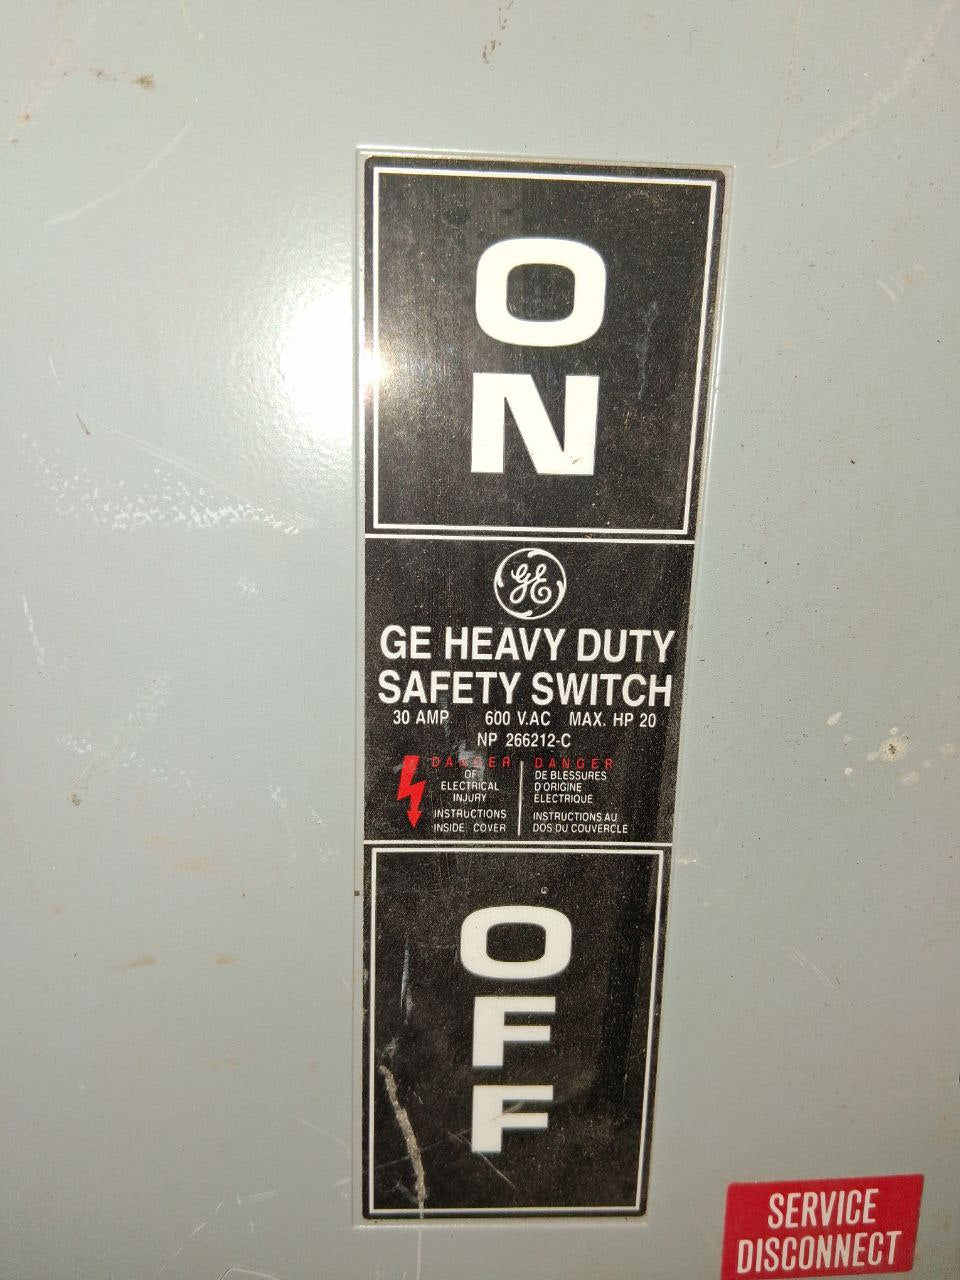 ON
GE
GE HEAVY DUTY
SAFETY SWITCH
30 AMP. 600 V.AC MAX. HP 20
NP 266212-C
DANGER
OF
ELECTRICAL
INJURY
INSTRUCTIONS
INSIDE COVER
DANGER
DE BLESSURES
D'ORIGINE
ÉLECTRIQUE
INSTRUCTIONS AU
DOS DU COUVERCLE
OFF
SERVICE
DISCONNECT